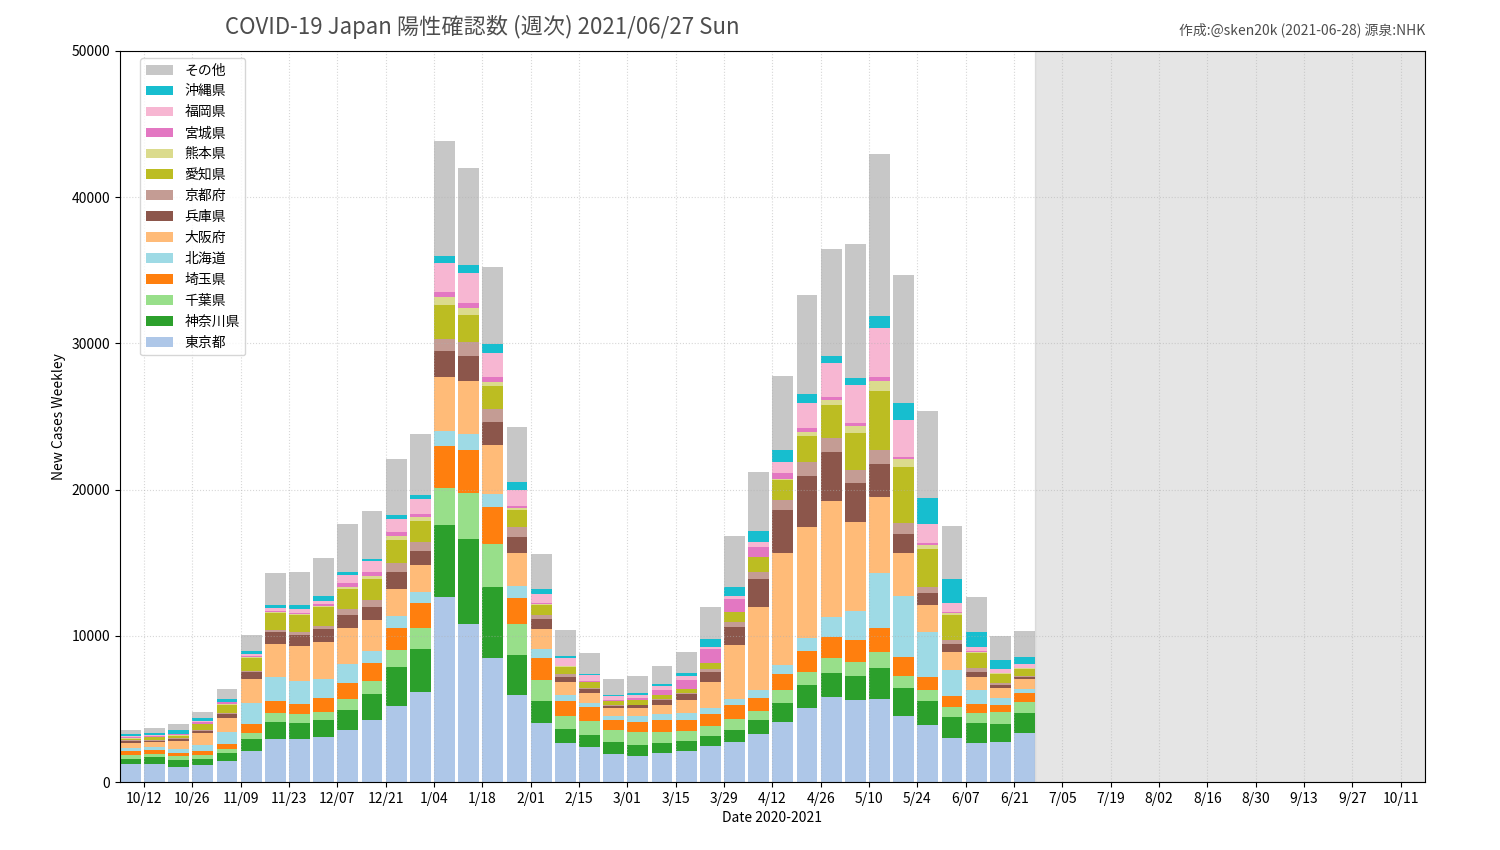 COVID-19 Japan 陽性確認数 (週次) 2021/06/27 Sun
作成:@sken20k (2021-06-28) 源泉:NHK
50000
40000
30000
20000
10000
0
New Cases Weekley
その他
沖縄県
福岡県
宮城県
熊本県
愛知県
京都府
兵庫県
大阪府
北海道
埼玉県
千葉県
神奈川県
東京都
10/12 10/26 11/09 11/23 12/07 12/21 1/04 1/18 2/01 2/15 3/01 3/15 3/29 4/12 4/26 5/10 5/24 6/07 6/21 7/05 7/19 8/02 8/16 8/30 9/13 9/27 10/11
Date 2020-2021